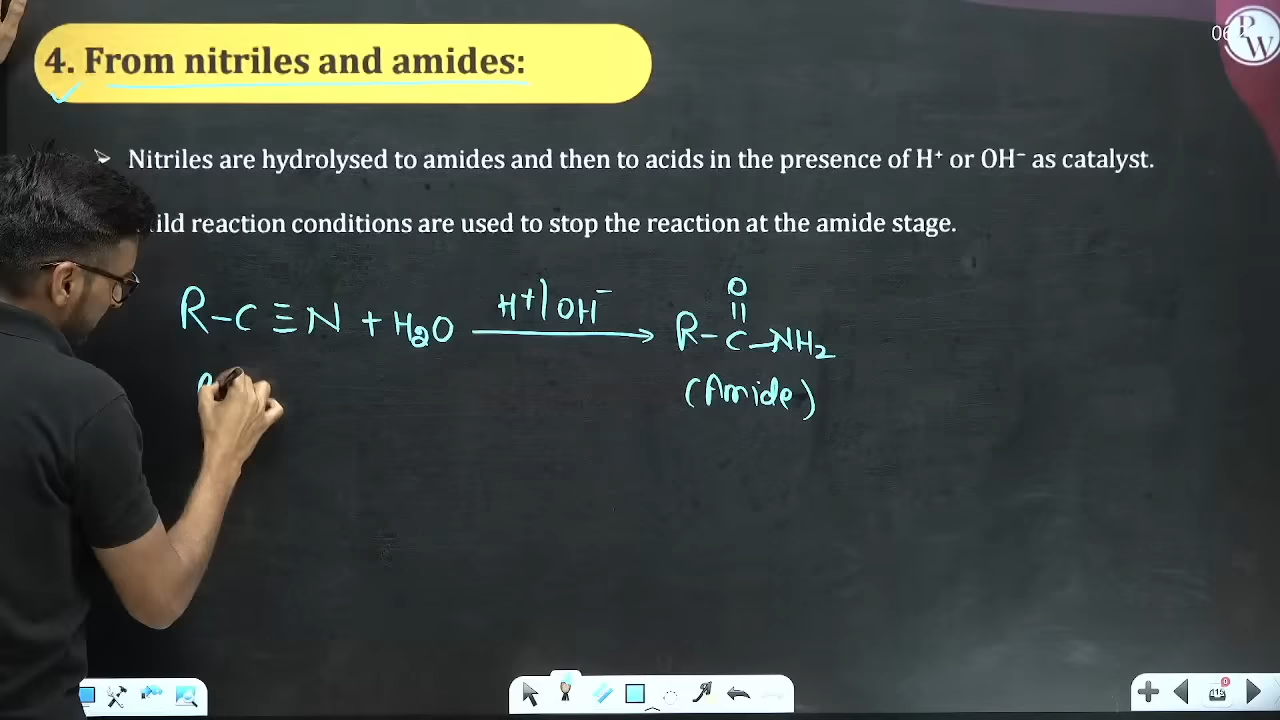 4. From nitriles and amides:
06
PW
➢ Nitriles are hydrolysed to amides and then to acids in the presence of H⁺ or OH⁻ as catalyst.
ild reaction conditions are used to stop the reaction at the amide stage.
R-C≡N + H₂O H⁺/OH⁻ → R-C-NH₂
O
||
(Amide)